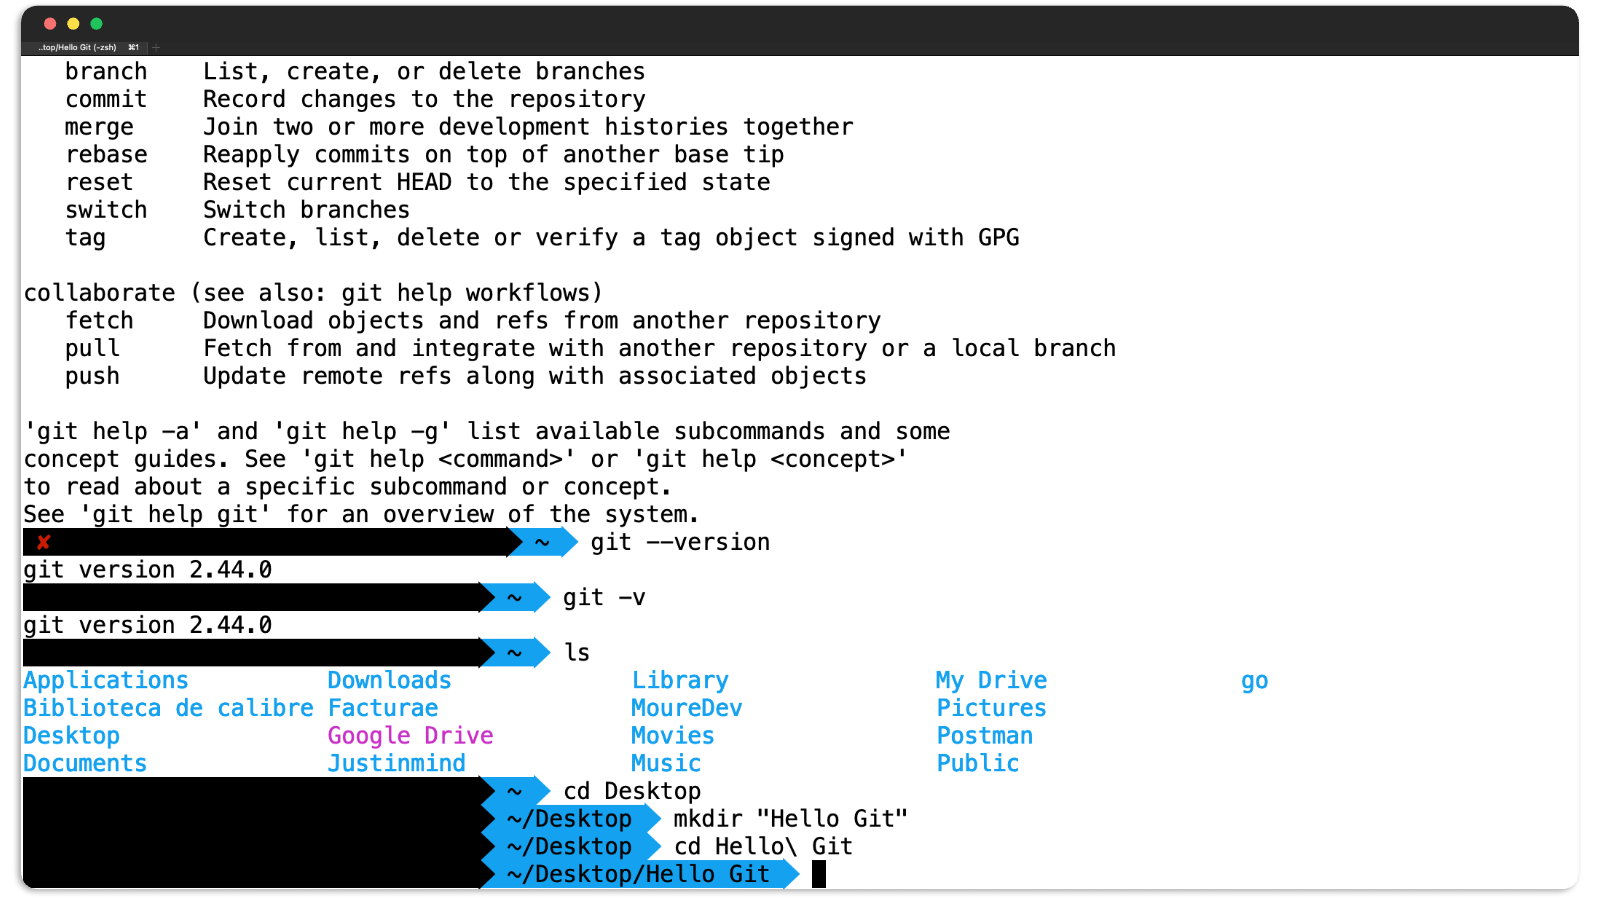 ..top/Hello Git (-zsh) ⌘1 +
branch List, create, or delete branches
commit Record changes to the repository
merge Join two or more development histories together
rebase Reapply commits on top of another base tip
reset Reset current HEAD to the specified state
switch Switch branches
tag Create, list, delete or verify a tag object signed with GPG
collaborate (see also: git help workflows)
fetch Download objects and refs from another repository
pull Fetch from and integrate with another repository or a local branch
push Update remote refs along with associated objects
'git help -a' and 'git help -g' list available subcommands and some
concept guides. See 'git help <command>' or 'git help <concept>'
to read about a specific subcommand or concept.
See 'git help git' for an overview of the system.
✘ ~ git --version
git version 2.44.0
~ git -v
git version 2.44.0
~ ls
Applications Downloads Library My Drive go
Biblioteca de calibre Facturae MoureDev Pictures
Desktop Google Drive Movies Postman
Documents Justinmind Music Public
~ cd Desktop
~/Desktop mkdir "Hello Git"
~/Desktop cd Hello\ Git
~/Desktop/Hello Git